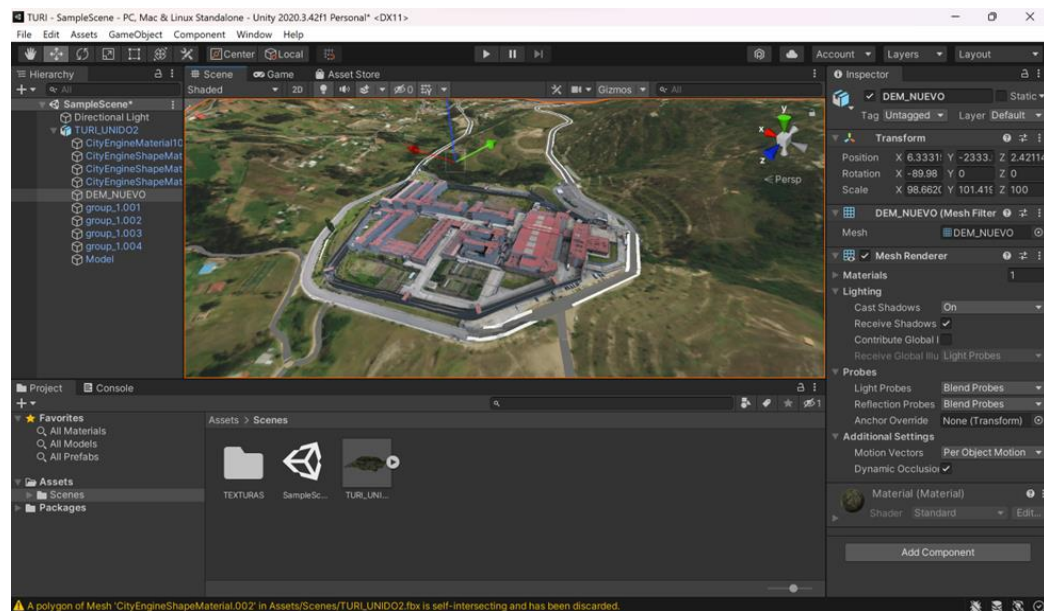 TURI - SampleScene - PC, Mac & Linux Standalone - Unity 2020.3.42f1 Personal* <DX11>
File Edit Assets GameObject Component Window Help
Center Local
Account Layers Layout
Hierarchy
All
SampleScene*
Directional Light
TURI_UNIDO2
CityEngineMaterial10
CityEngineShapeMat
CityEngineShapeMat
CityEngineShapeMat
DEM_NUEVO
group_1.001
group_1.002
group_1.003
group_1.004
Model
Scene Game Asset Store
Shaded 2D 0 Gizmos All
y
x
z
Persp
Inspector
DEM_NUEVO Static
Tag Untagged Layer Default
Transform
Position X 6.3331 Y -2333. Z 2.4211
Rotation X -89.98 Y 0 Z 0
Scale X 98.662 Y 101.419 Z 100
DEM_NUEVO (Mesh Filter
Mesh DEM_NUEVO
Mesh Renderer
Materials 1
Lighting
Cast Shadows On
Receive Shadows
Contribute Global I
Receive Global Illu Light Probes
Probes
Light Probes Blend Probes
Reflection Probes Blend Probes
Anchor Override None (Transform)
Additional Settings
Motion Vectors Per Object Motion
Dynamic Occlusion
Material (Material)
Shader Standard Edit...
Add Component
Project Console
1
Favorites
All Materials
All Models
All Prefabs
Assets
Scenes
Packages
Assets > Scenes
TEXTURAS SampleSc... TURI_UNI...
A polygon of Mesh 'CityEngineShapeMaterial.002' in Assets/Scenes/TURI_UNIDO2.fbx is self-intersecting and has been discarded.